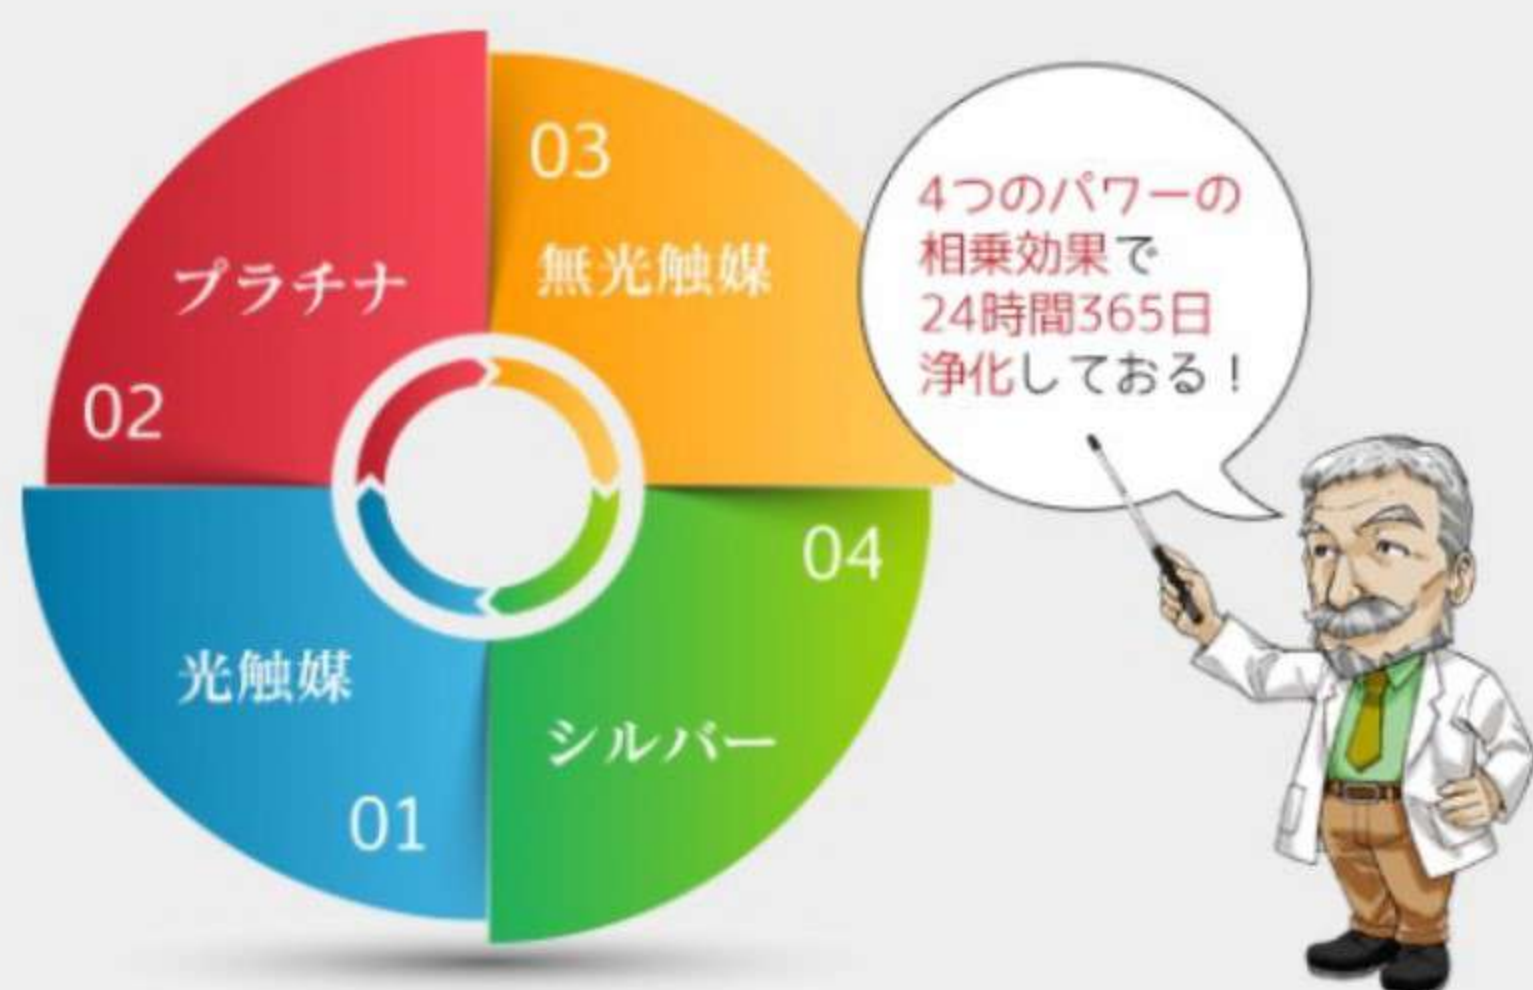 03
無光触媒
プラチナ
02
04
シルバー
光触媒
01
4つのパワーの
相乗効果で
24時間365日
浄化しておる!